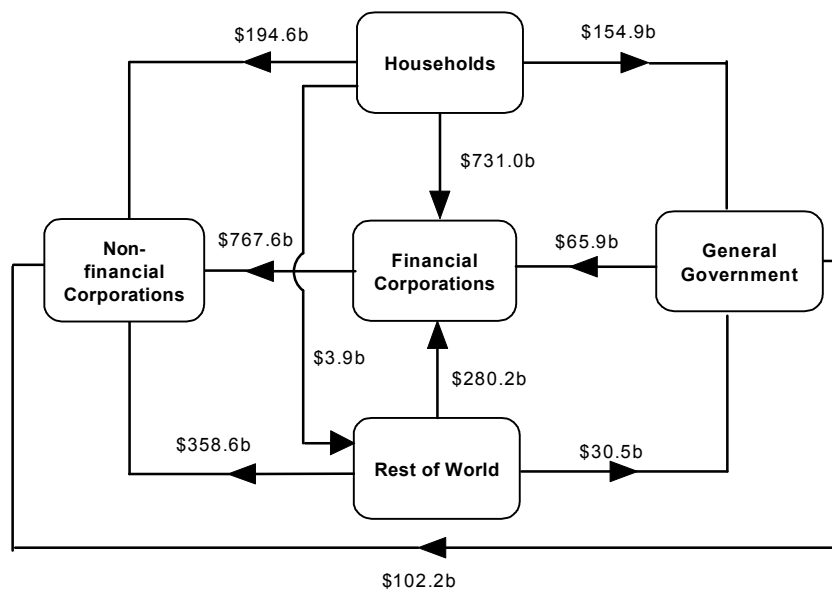 $194.6b
Households
$154.9b
$731.0b
Non-
financial
Corporations
$767.6b
Financial
Corporations
$65.9b
General
Government
$3.9b
$280.2b
$358.6b
Rest of World
$30.5b
$102.2b